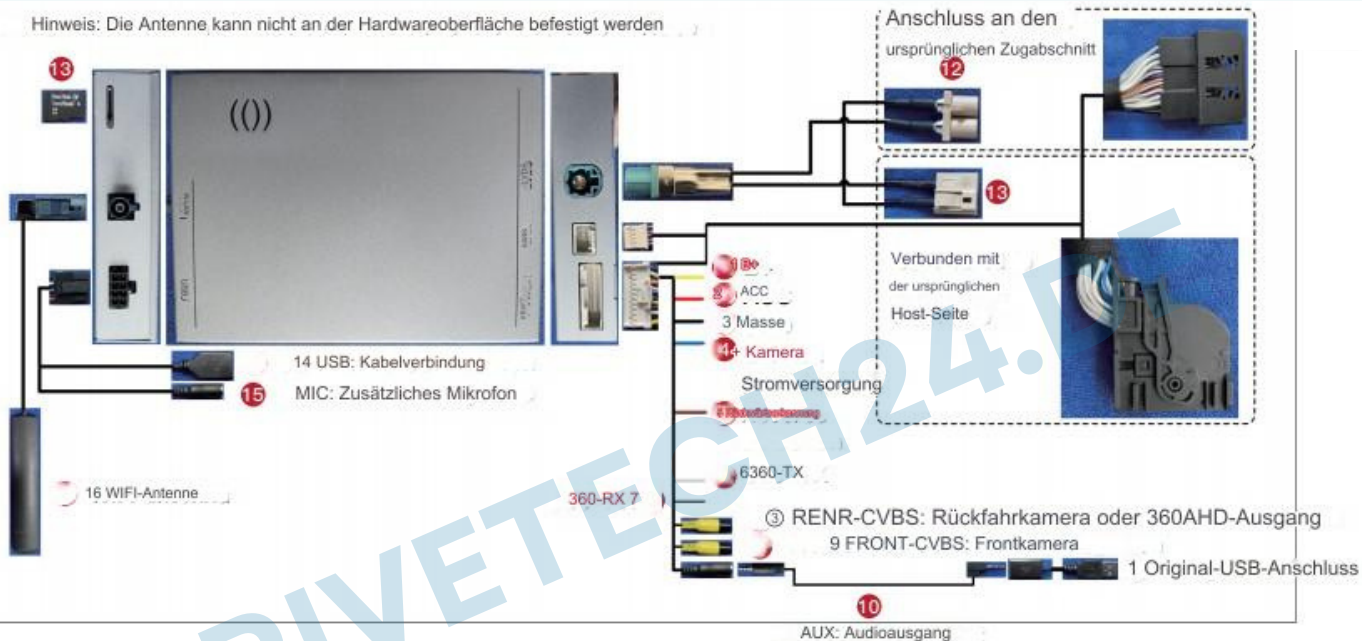 Hinweis: Die Antenne kann nicht an der Hardwareoberfläche befestigt werden
Anschluss an den
ursprünglichen Zugabschnitt
13
12
(())
13
1 B+
2 ACC
3 Masse
4+ Kamera
Stromversorgung
Verbunden mit
der ursprünglichen
Host-Seite
14 USB: Kabelverbindung
15 MIC: Zusätzliches Mikrofon
16 WIFI-Antenne
6360-TX
360-RX 7
③ RENR-CVBS: Rückfahrkamera oder 360AHD-Ausgang
9 FRONT-CVBS: Frontkamera
1 Original-USB-Anschluss
10
AUX: Audioausgang
RIVETECH24.DE